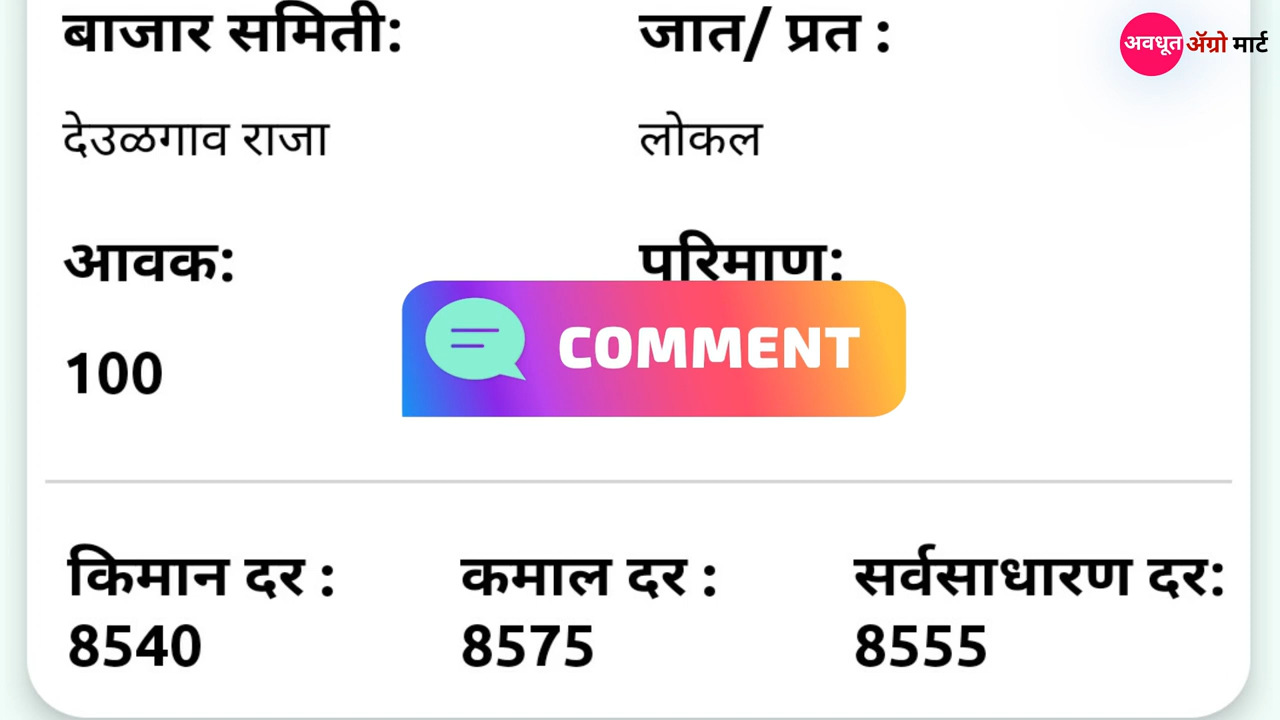 बाजार समिती:
जात/ प्रत :
अवधूत ॲग्रो मार्ट
देउळगाव राजा
लोकल
आवक:
परिमाण:
100
COMMENT
किमान दर :
कमाल दर :
सर्वसाधारण दर:
8540
8575
8555